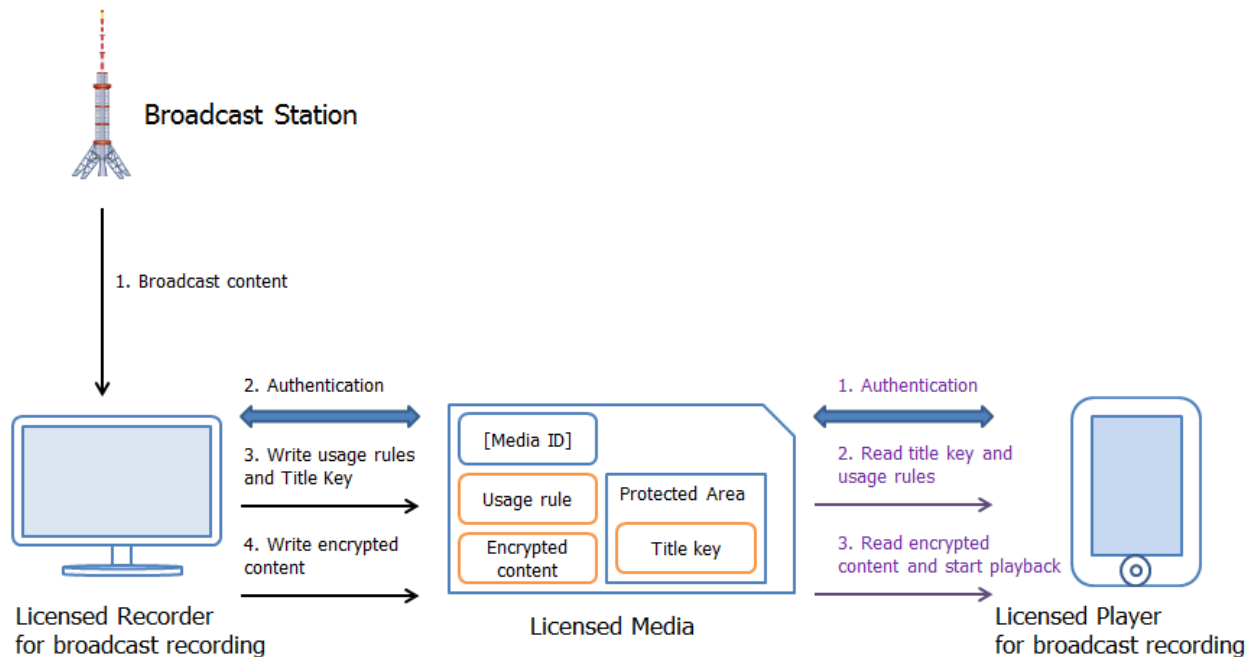 Broadcast Station
1. Broadcast content
2. Authentication
3. Write usage rules
and Title Key
4. Write encrypted
content
Licensed Recorder
for broadcast recording
[Media ID]
Usage rule
Encrypted
content
Protected Area
Title key
Licensed Media
1. Authentication
2. Read title key and
usage rules
3. Read encrypted
content and start playback
Licensed Player
for broadcast recording